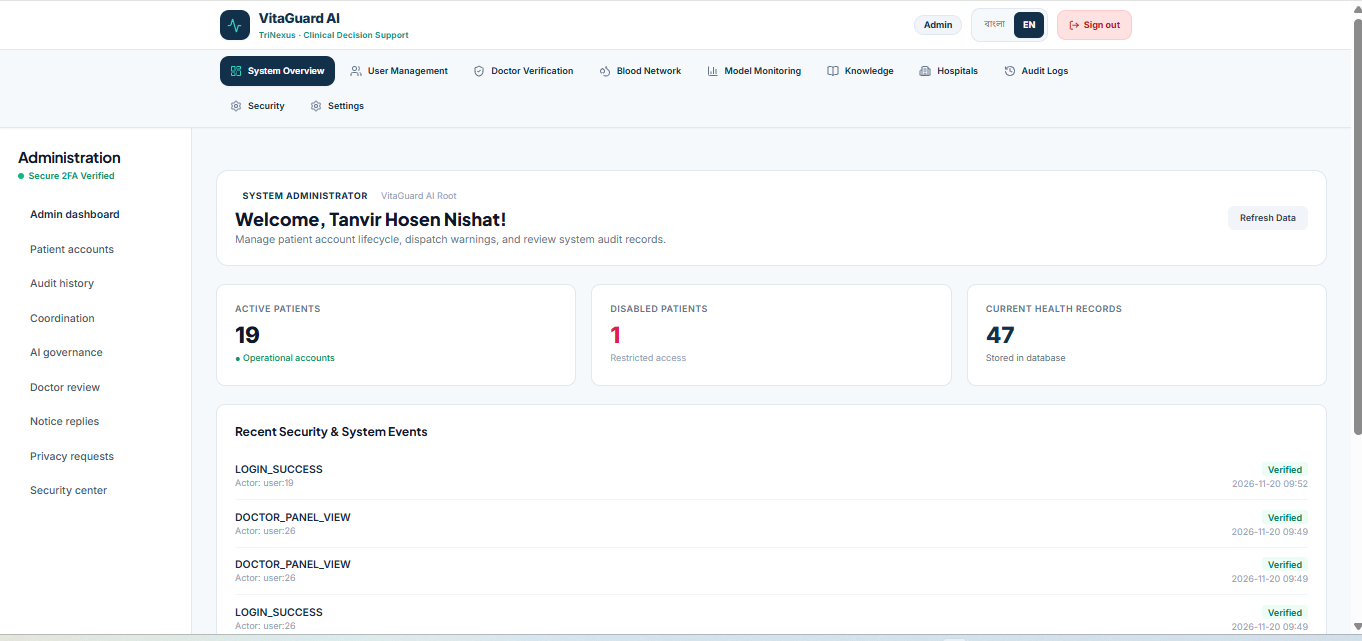 VitaGuard AI
TriNexus · Clinical Decision Support
Admin
বাংলা
EN
Sign out
System Overview
User Management
Doctor Verification
Blood Network
Model Monitoring
Knowledge
Hospitals
Audit Logs
Security
Settings
Administration
Secure 2FA Verified
Admin dashboard
Patient accounts
Audit history
Coordination
AI governance
Doctor review
Notice replies
Privacy requests
Security center
SYSTEM ADMINISTRATOR VitaGuard AI Root
Welcome, Tanvir Hosen Nishat!
Manage patient account lifecycle, dispatch warnings, and review system audit records.
Refresh Data
ACTIVE PATIENTS
19
● Operational accounts
DISABLED PATIENTS
1
Restricted access
CURRENT HEALTH RECORDS
47
Stored in database
Recent Security & System Events
LOGIN_SUCCESS
Actor: user:19
Verified
2026-11-20 09:52
DOCTOR_PANEL_VIEW
Actor: user:26
Verified
2026-11-20 09:49
DOCTOR_PANEL_VIEW
Actor: user:26
Verified
2026-11-20 09:49
LOGIN_SUCCESS
Actor: user:26
Verified
2026-11-20 09:49